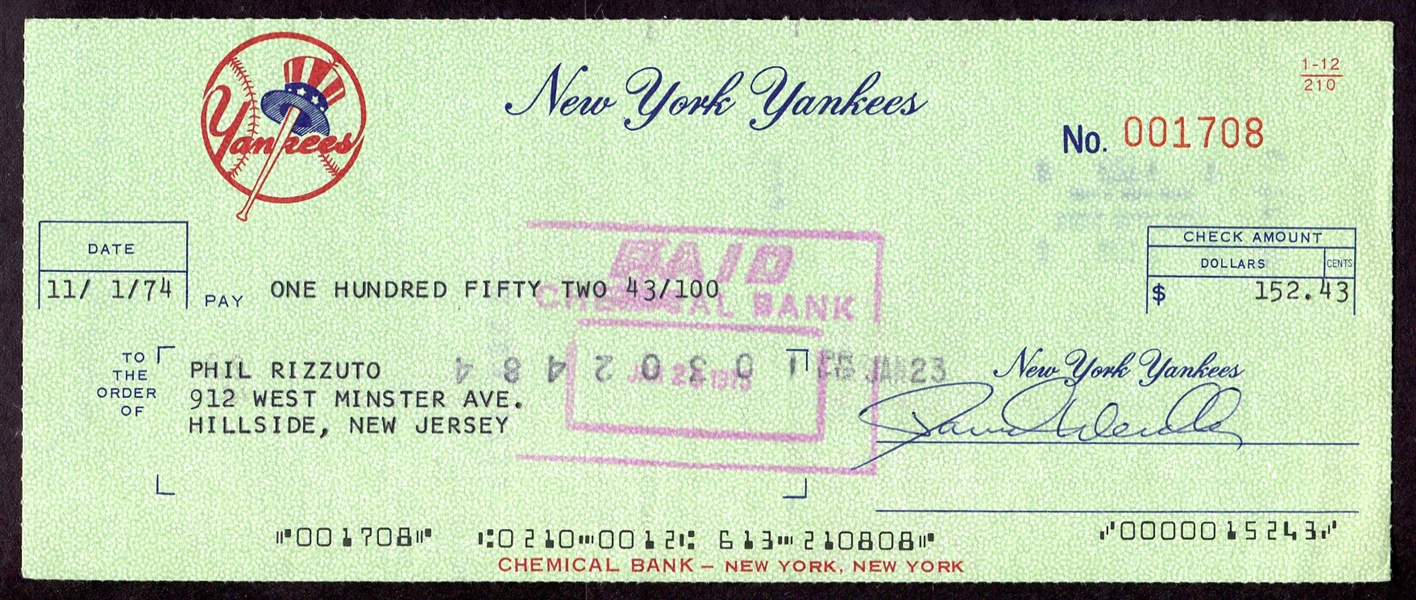 Yankees
New York Yankees
1-12
210
No. 001708
DATE
11/ 1/74
PAY ONE HUNDRED FIFTY TWO 43/100
CHECK AMOUNT
DOLLARS CENTS
$ 152.43
PAID
CHEMICAL BANK
TO
THE
ORDER
OF
PHIL RIZZUTO
912 WEST MINSTER AVE.
HILLSIDE, NEW JERSEY
JAN 23
New York Yankees
⑈001708⑈ ⑆0210⑉0012⑆ 613⑉210808⑈ ⑇0000015243⑇
CHEMICAL BANK – NEW YORK, NEW YORK